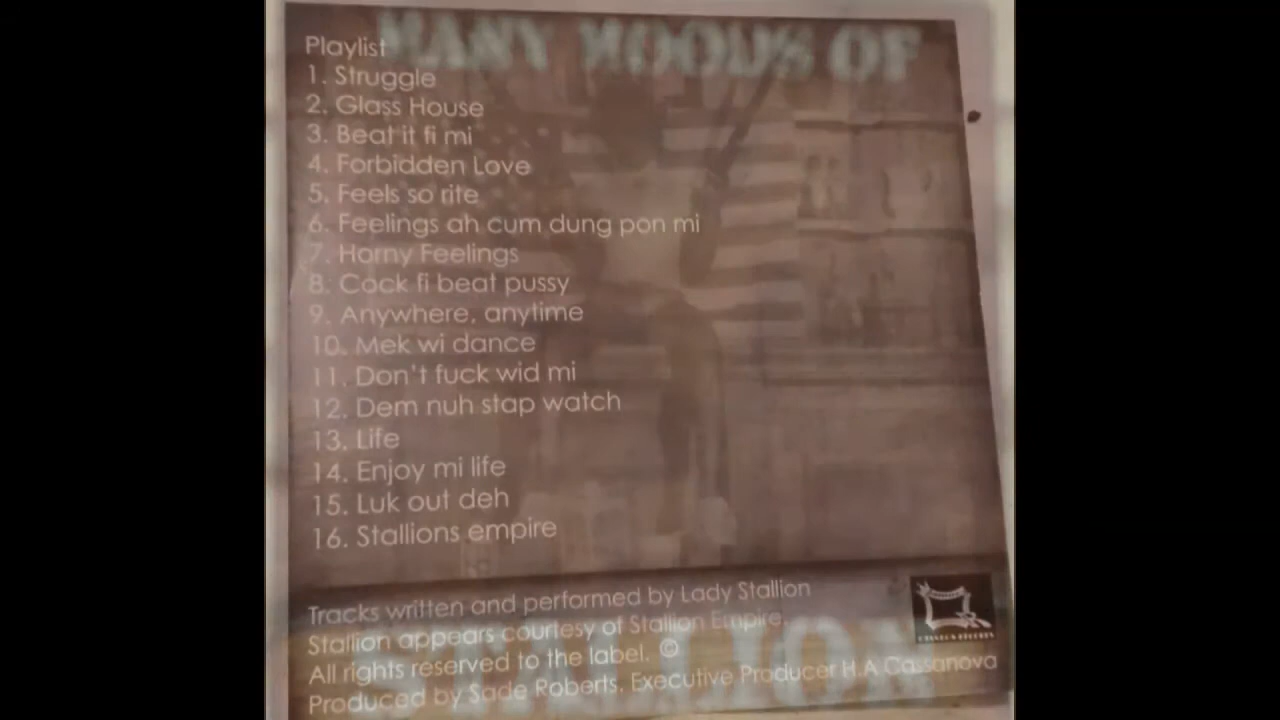 MANY MOODS OF
Playlist
1. Struggle
2. Glass House
3. Beat it fi mi
4. Forbidden Love
5. Feels so rite
6. Feelings ah cum dung pon mi
7. Horny Feelings
8. Cock fi beat pussy
9. Anywhere, anytime
10. Mek wi dance
11. Don't fuck wid mi
12. Dem nuh stap watch
13. Life
14. Enjoy mi life
15. Luk out deh
16. Stallions empire
Tracks written and performed by Lady Stallion
Stallion appears courtesy of Stallion Empire.
All rights reserved to the label. ©
Produced by Sade Roberts. Executive Producer H.A Cassanova
STALLION